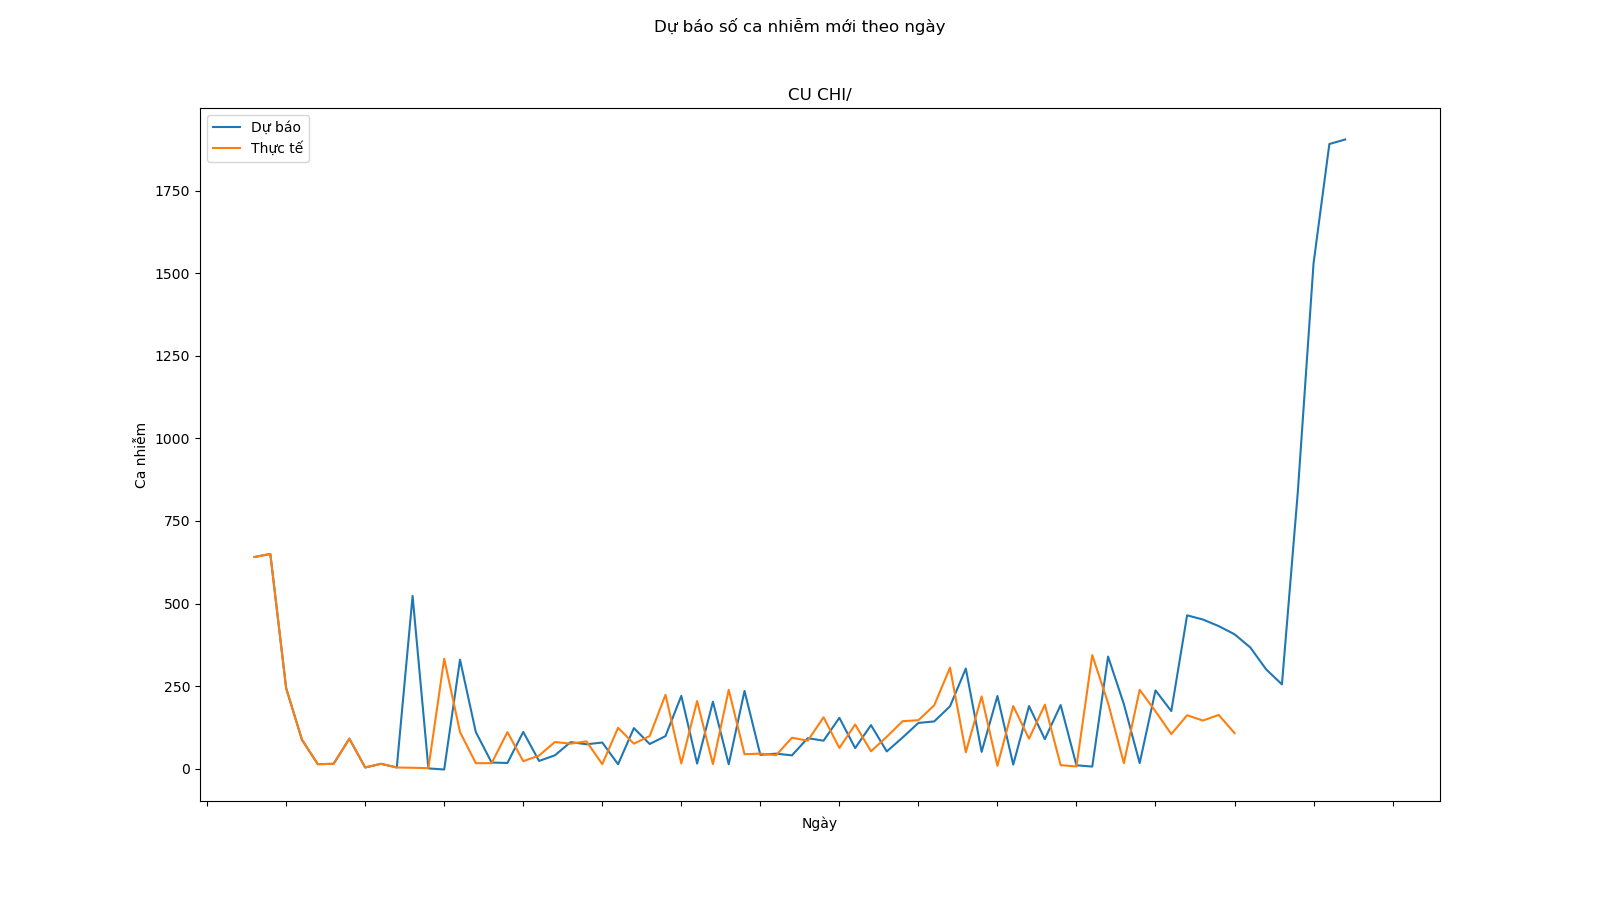 Dự báo số ca nhiễm mới theo ngày
CU CHI/
Dự báo
Thực tế
1750
1500
1250
1000
750
500
250
0
Ca nhiễm
Ngày